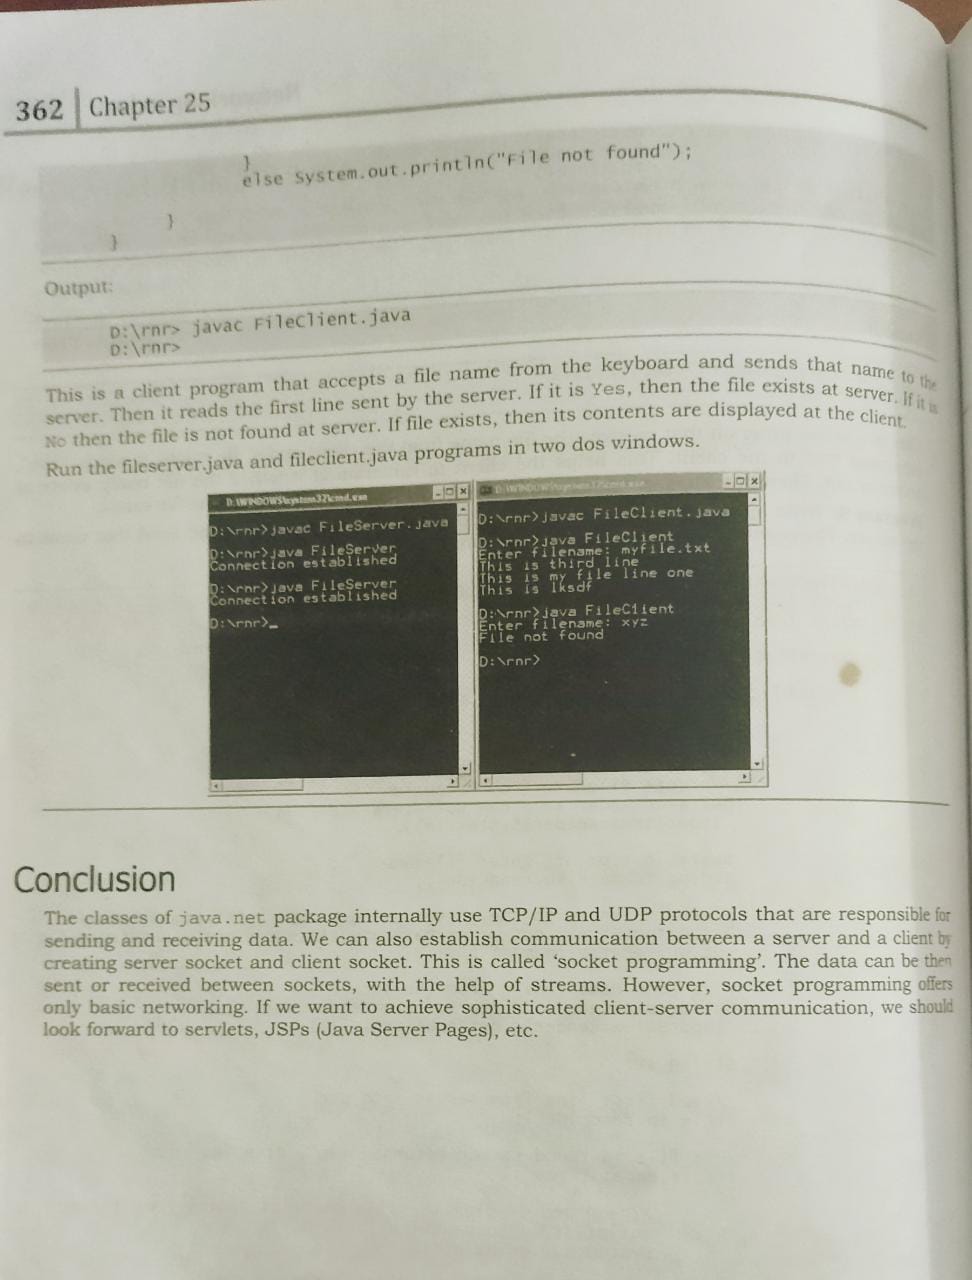 362 | Chapter 25
}
else System.out.println("File not found");
}
}
Output:
D:\rnr> javac FileClient.java
D:\rnr>
This is a client program that accepts a file name from the keyboard and sends that name to the
server. Then it reads the first line sent by the server. If it is Yes, then the file exists at server. If it is
No then the file is not found at server. If file exists, then its contents are displayed at the client.
Run the fileserver.java and fileclient.java programs in two dos windows.
D:\WINDOWS\system32\cmd.exe
D:\rnr>javac FileServer.java
D:\rnr>java FileServer
Connection established
D:\rnr>java FileServer
Connection established
D:\rnr>_
D:\WINDOWS\system32\cmd.exe
D:\rnr>javac FileClient.java
D:\rnr>java FileClient
Enter filename: myfile.txt
This is third line
This is my file line one
This is lksdf
D:\rnr>java FileClient
Enter filename: xyz
File not found
D:\rnr>
Conclusion
The classes of java.net package internally use TCP/IP and UDP protocols that are responsible for
sending and receiving data. We can also establish communication between a server and a client by
creating server socket and client socket. This is called ‘socket programming’. The data can be then
sent or received between sockets, with the help of streams. However, socket programming offers
only basic networking. If we want to achieve sophisticated client-server communication, we should
look forward to servlets, JSPs (Java Server Pages), etc.